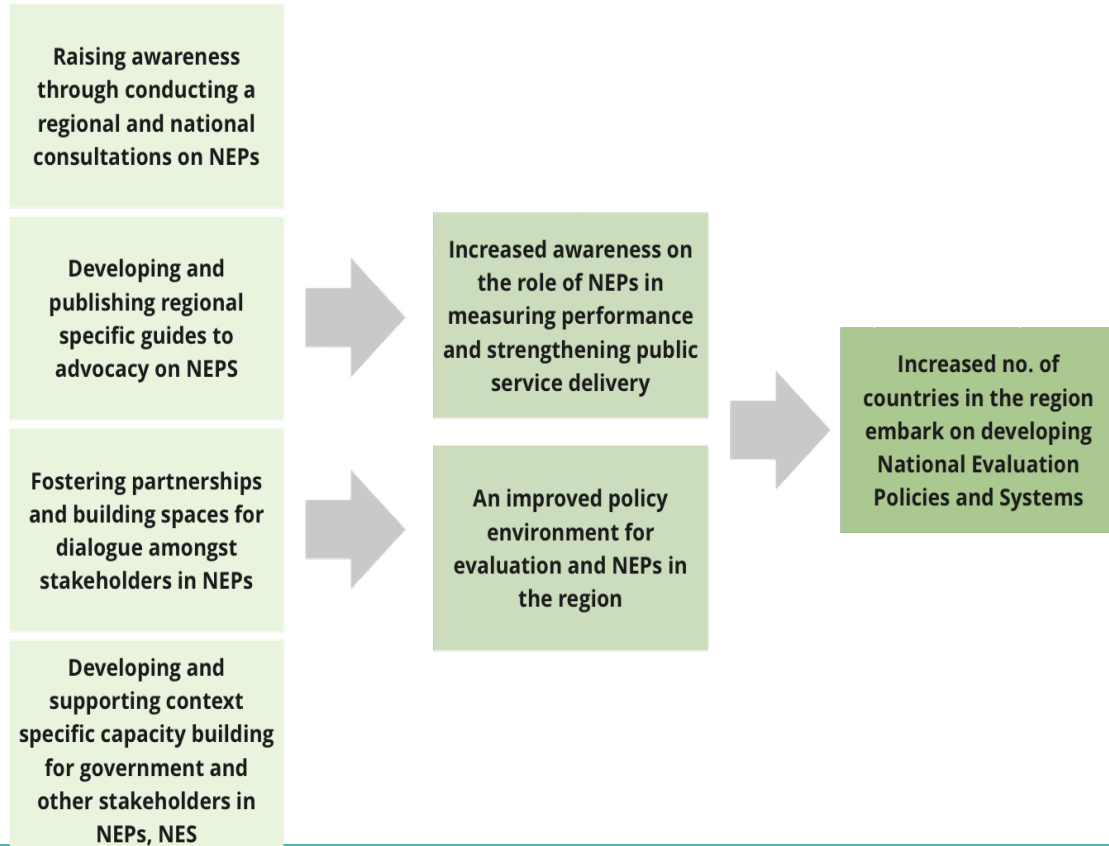 Raising awareness
through conducting a
regional and national
consultations on NEPs
Developing and
publishing regional
specific guides to
advocacy on NEPS
Fostering partnerships
and building spaces for
dialogue amongst
stakeholders in NEPs
Developing and
supporting context
specific capacity building
for government and
other stakeholders in
NEPs, NES
Increased awareness on
the role of NEPs in
measuring performance
and strengthening public
service delivery
An improved policy
environment for
evaluation and NEPs in
the region
Increased no. of
countries in the region
embark on developing
National Evaluation
Policies and Systems